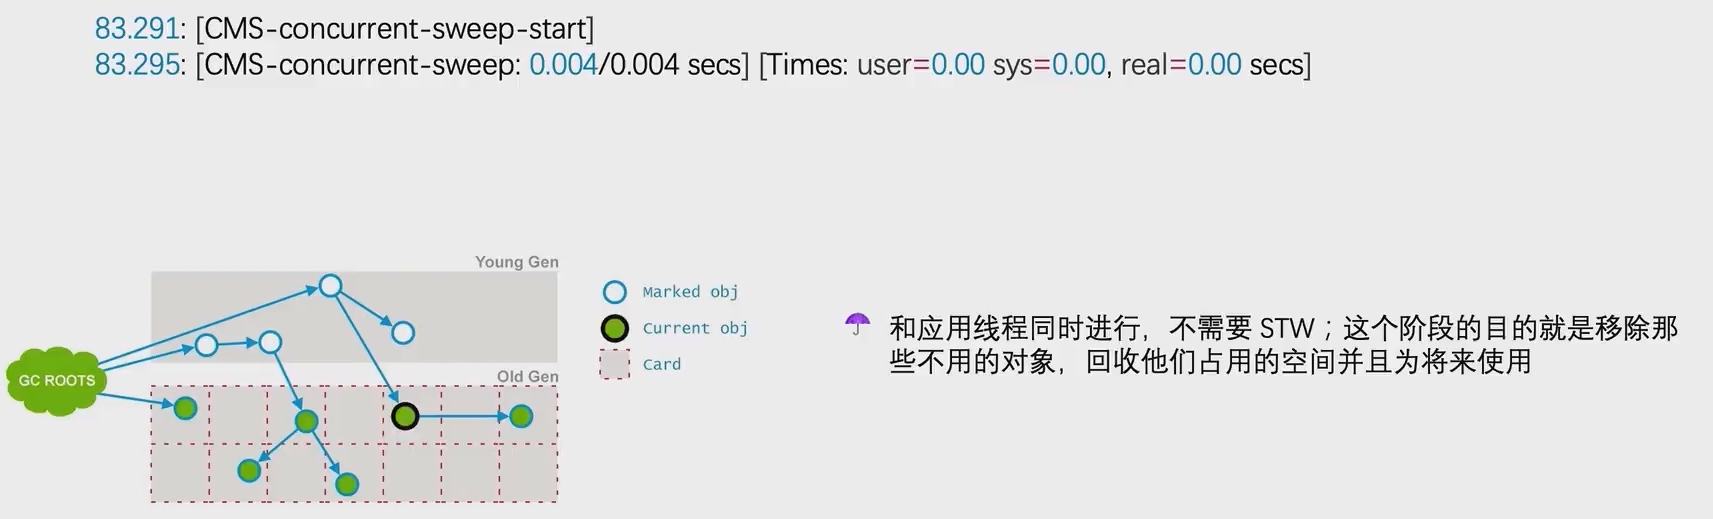 83.291: [CMS-concurrent-sweep-start]
83.295: [CMS-concurrent-sweep: 0.004/0.004 secs] [Times: user=0.00 sys=0.00, real=0.00 secs]
Young Gen
GC ROOTS
Old Gen
Marked obj
Current obj
Card
和应用线程同时进行，不需要 STW；这个阶段的目的就是移除那
些不用的对象，回收他们占用的空间并且为将来使用